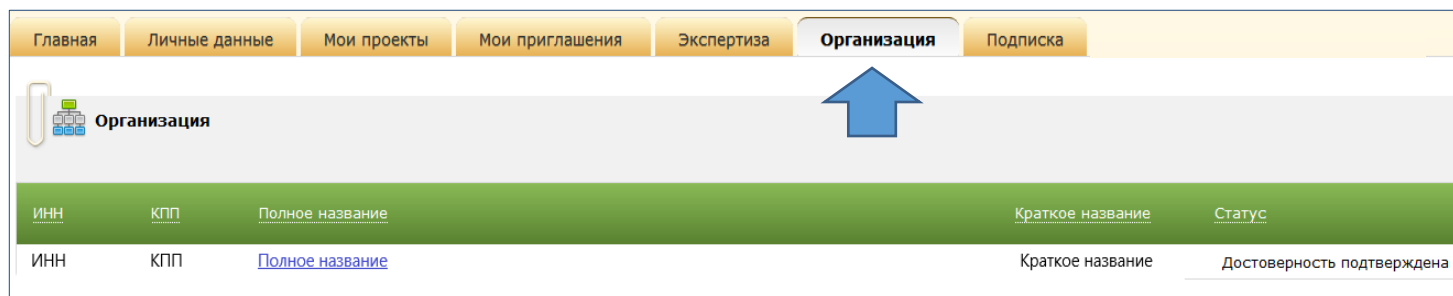 Главная Личные данные Мои проекты Мои приглашения Экспертиза Организация Подписка
Организация
ИНН КПП Полное название Краткое название Статус
ИНН КПП Полное название Краткое название Достоверность подтверждена